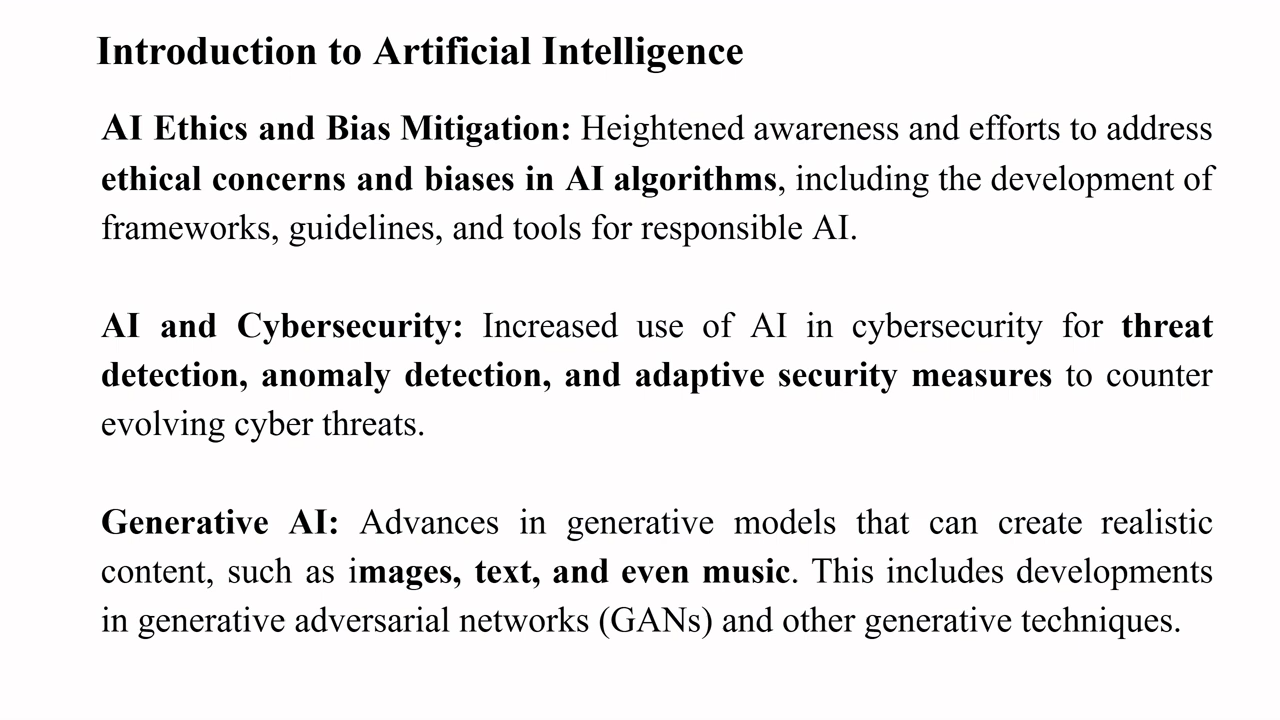 Introduction to Artificial Intelligence
AI Ethics and Bias Mitigation: Heightened awareness and efforts to address
ethical concerns and biases in AI algorithms, including the development of
frameworks, guidelines, and tools for responsible AI.
AI and Cybersecurity: Increased use of AI in cybersecurity for threat
detection, anomaly detection, and adaptive security measures to counter
evolving cyber threats.
Generative AI: Advances in generative models that can create realistic
content, such as images, text, and even music. This includes developments
in generative adversarial networks (GANs) and other generative techniques.